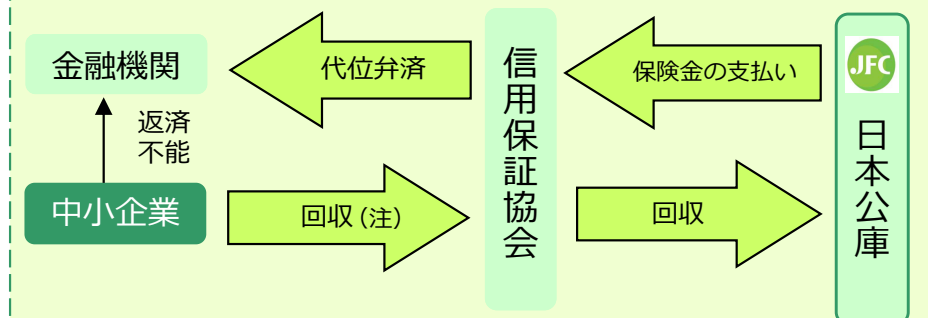 金融機関
代位弁済
信用保証協会
保険金の支払い
JFC
日本公庫
返済
不能
中小企業
回収（注）
回収